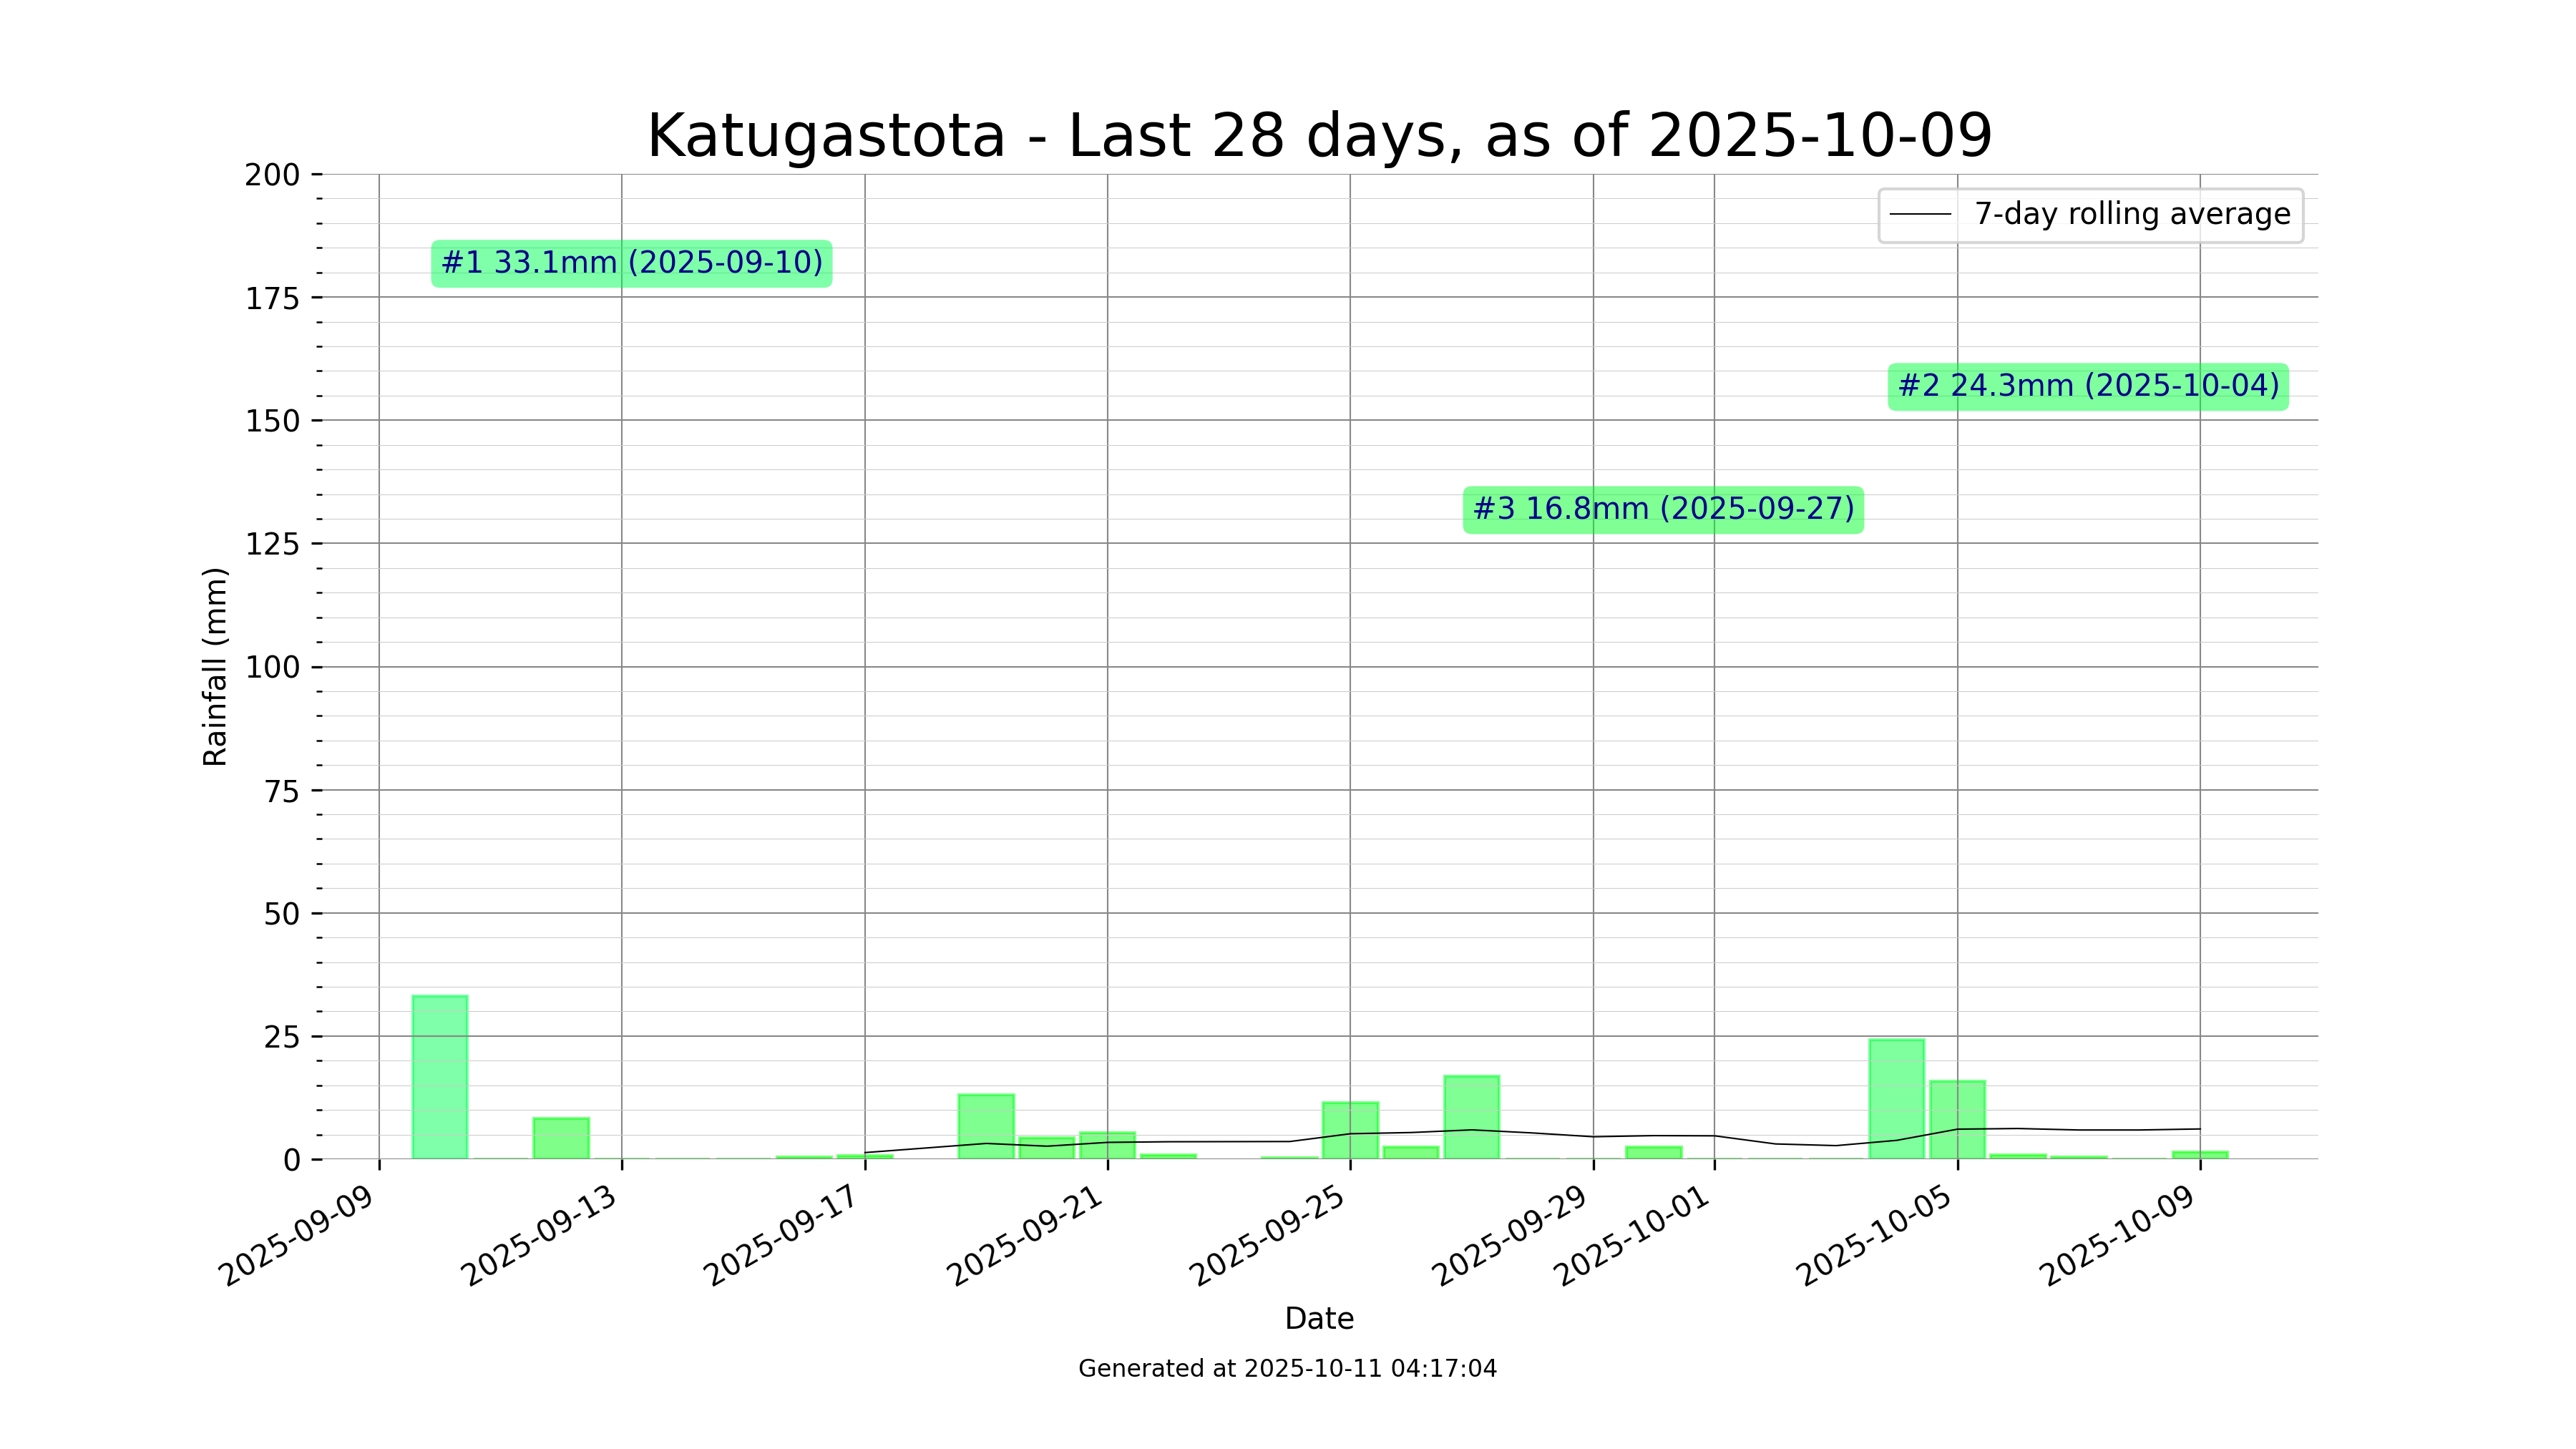 Katugastota - Last 28 days, as of 2025-10-09
200
175
150
125
100
75
50
25
0
Rainfall (mm)
7-day rolling average
#1 33.1mm (2025-09-10)
#2 24.3mm (2025-10-04)
#3 16.8mm (2025-09-27)
2025-09-09
2025-09-13
2025-09-17
2025-09-21
2025-09-25
2025-09-29
2025-10-01
2025-10-05
2025-10-09
Date
Generated at 2025-10-11 04:17:04